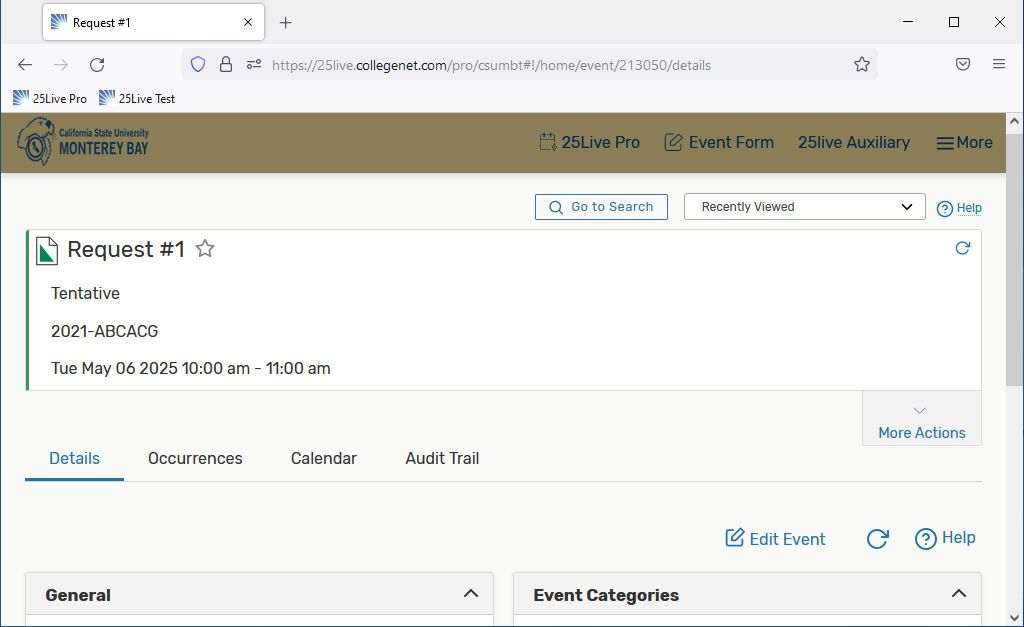 Request #1
https://25live.collegenet.com/pro/csumbt#!/home/event/213050/details
25Live Pro 25Live Test
California State University
MONTEREY BAY
25Live Pro Event Form 25live Auxiliary More
Go to Search Recently Viewed Help
Request #1
Tentative
2021-ABCACG
Tue May 06 2025 10:00 am - 11:00 am
More Actions
Details Occurrences Calendar Audit Trail
Edit Event Help
General Event Categories